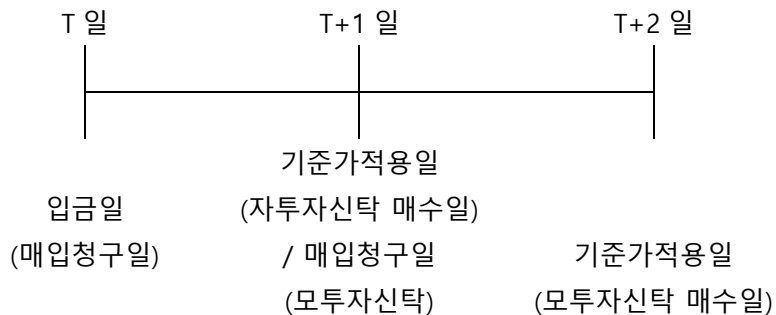 T 일 T+1 일 T+2 일
기준가적용일
입금일 (자투자신탁 매수일)
(매입청구일) / 매입청구일 기준가적용일
(모투자신탁) (모투자신탁 매수일)